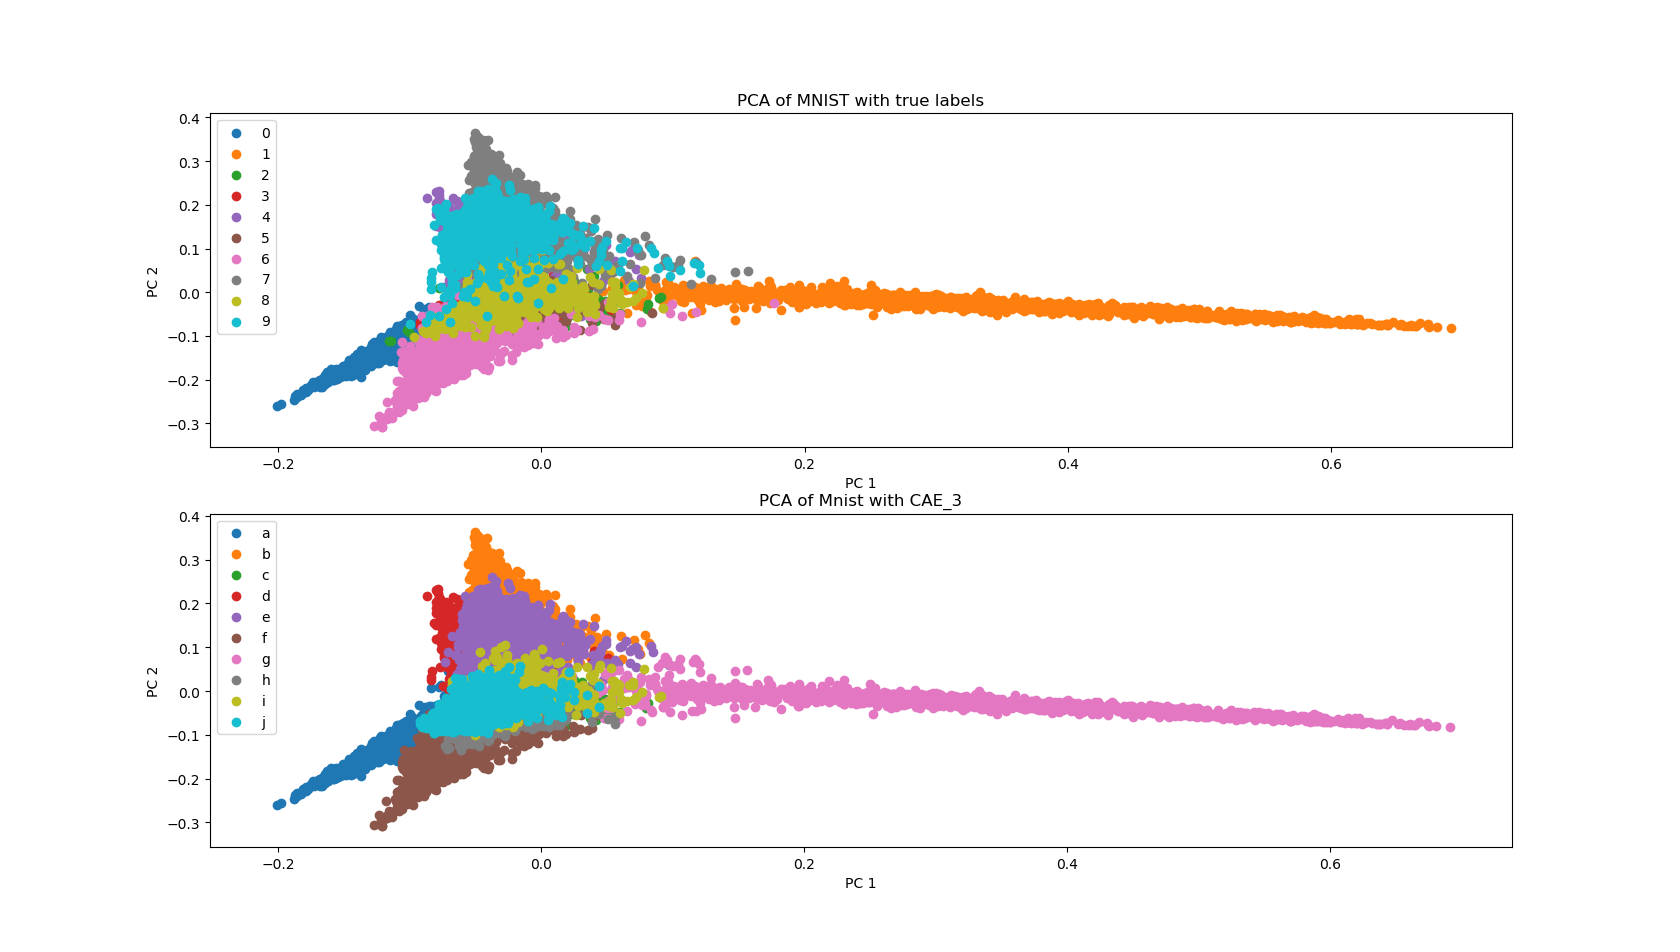 PCA of MNIST with true labels
0.4
0.3
0.2
0.1
0.0
−0.1
−0.2
−0.3
PC 2
0
1
2
3
4
5
6
7
8
9
−0.2
0.0
0.2
0.4
0.6
PC 1
PCA of Mnist with CAE_3
0.4
0.3
0.2
0.1
0.0
−0.1
−0.2
−0.3
PC 2
a
b
c
d
e
f
g
h
i
j
−0.2
0.0
0.2
0.4
0.6
PC 1